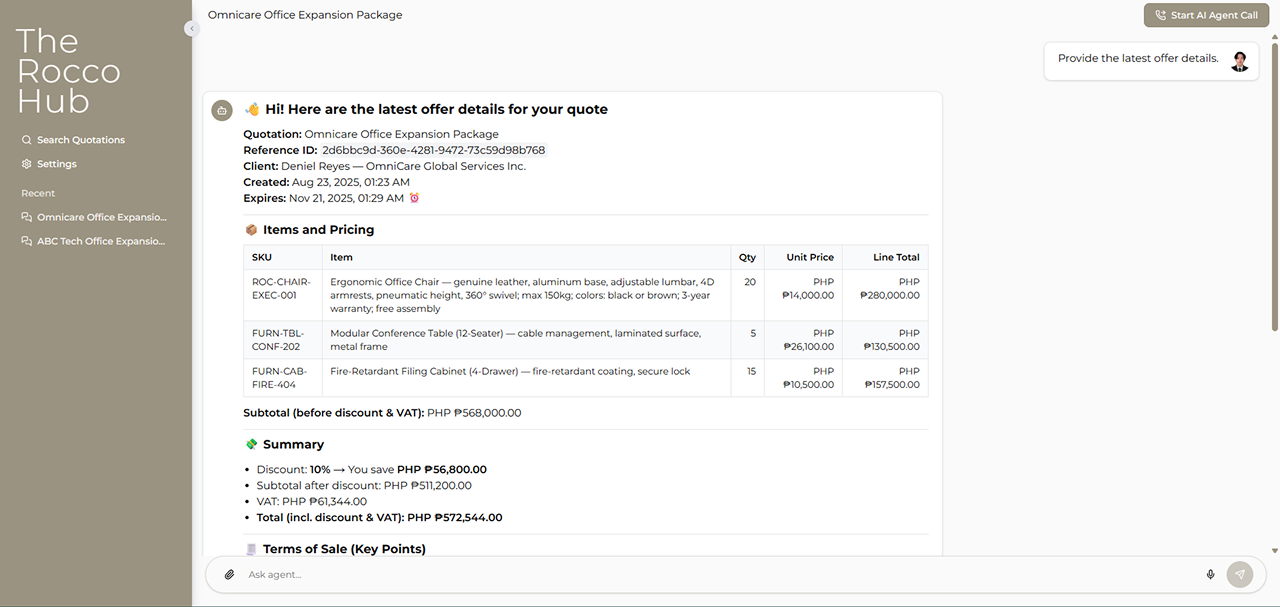 The
Rocco
Hub
Search Quotations
Settings
Recent
Omnicare Office Expansio...
ABC Tech Office Expansio...
Omnicare Office Expansion Package
Start AI Agent Call
Provide the latest offer details.
👋 Hi! Here are the latest offer details for your quote
Quotation: Omnicare Office Expansion Package
Reference ID: 2d6bbc9d-360e-4281-9472-73c59d98b768
Client: Deniel Reyes — OmniCare Global Services Inc.
Created: Aug 23, 2025, 01:23 AM
Expires: Nov 21, 2025, 01:29 AM ⏰
📦 Items and Pricing
SKU Item Qty Unit Price Line Total
ROC-CHAIR- Ergonomic Office Chair — genuine leather, aluminum base, adjustable lumbar, 4D 20 PHP PHP
EXEC-001 armrests, pneumatic height, 360° swivel; max 150kg; colors: black or brown; 3-year ₱14,000.00 ₱280,000.00
warranty; free assembly
FURN-TBL- Modular Conference Table (12-Seater) — cable management, laminated surface, 5 PHP PHP
CONF-202 metal frame ₱26,100.00 ₱130,500.00
FURN-CAB- Fire-Retardant Filing Cabinet (4-Drawer) — fire-retardant coating, secure lock 15 PHP PHP
FIRE-404 ₱10,500.00 ₱157,500.00
Subtotal (before discount & VAT): PHP ₱568,000.00
💸 Summary
• Discount: 10% → You save PHP ₱56,800.00
• Subtotal after discount: PHP ₱511,200.00
• VAT: PHP ₱61,344.00
• Total (incl. discount & VAT): PHP ₱572,544.00
🧾 Terms of Sale (Key Points)
Ask agent...